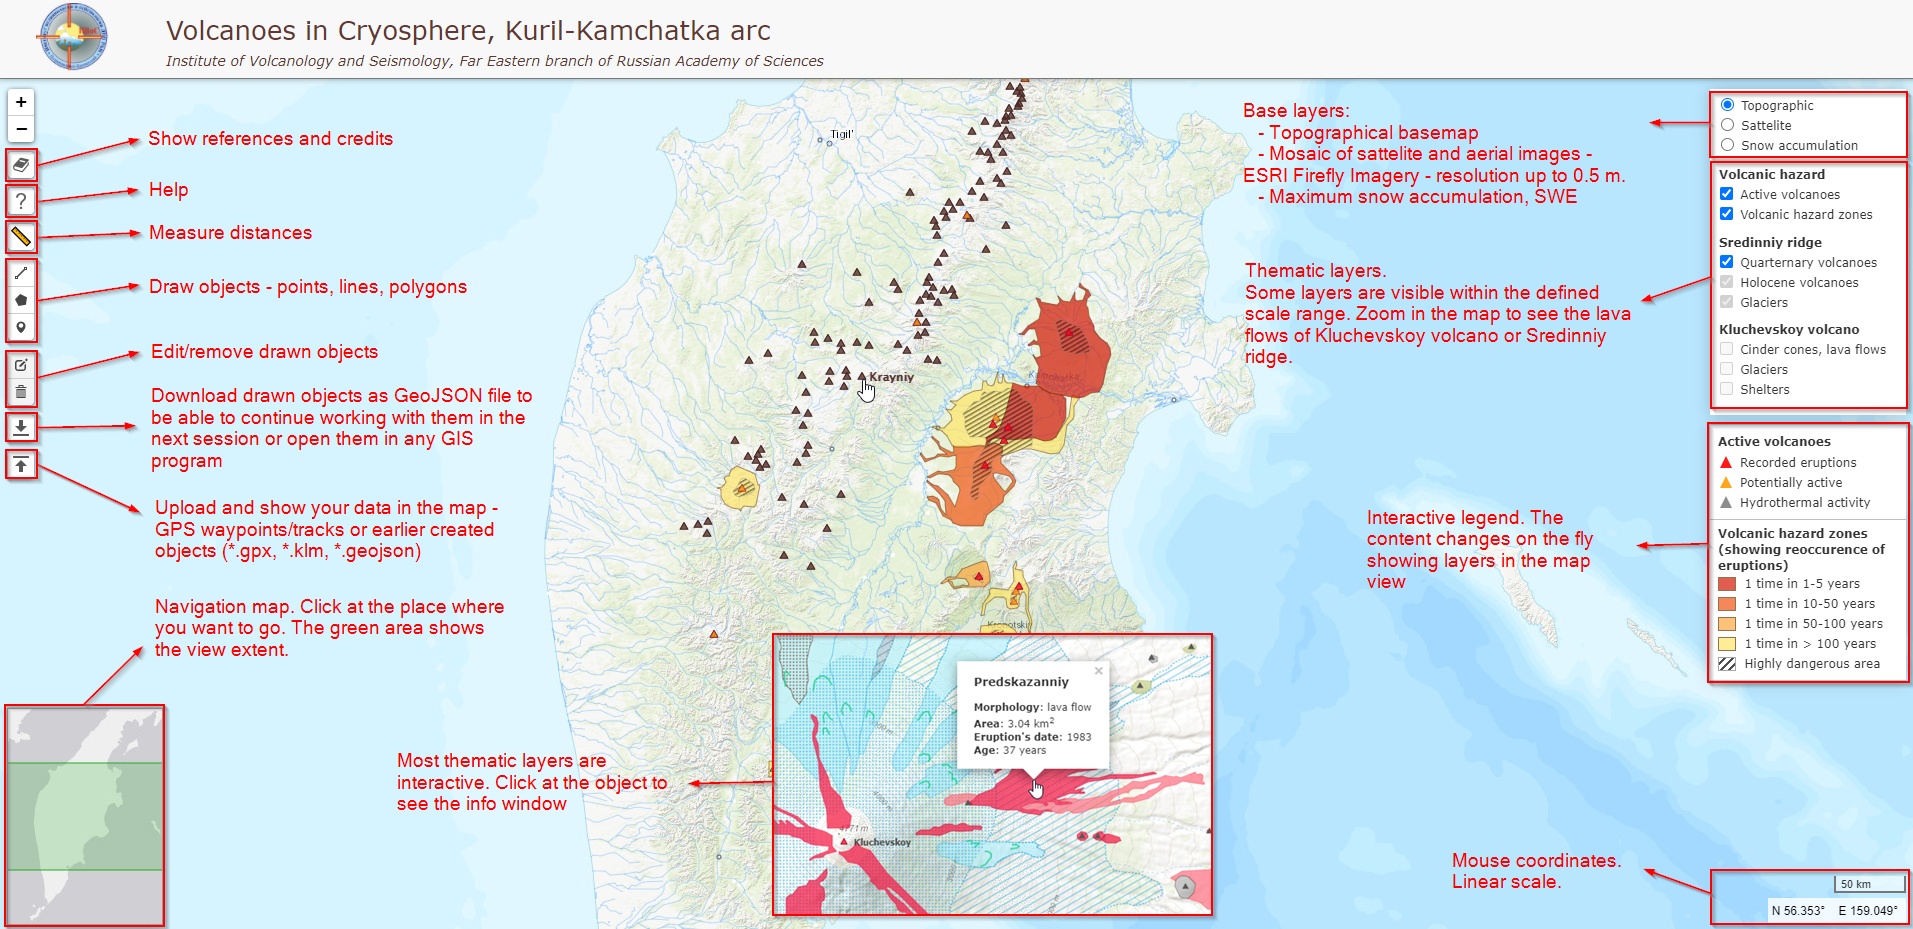 Volcanoes in Cryosphere, Kuril-Kamchatka arc
Institute of Volcanology and Seismology, Far Eastern branch of Russian Academy of Sciences
+
−
Show references and credits
?
Help
Measure distances
Draw objects - points, lines, polygons
Edit/remove drawn objects
Download drawn objects as GeoJSON file to
be able to continue working with them in the
next session or open them in any GIS
program
Upload and show your data in the map -
GPS waypoints/tracks or earlier created
objects (*.gpx, *.klm, *.geojson)
Navigation map. Click at the place where
you want to go. The green area shows
the view extent.
Tigil'
Krayniy
Base layers:
- Topographical basemap
- Mosaic of sattelite and aerial images -
ESRI Firefly Imagery - resolution up to 0.5 m.
- Maximum snow accumulation, SWE
Thematic layers.
Some layers are visible within the defined
scale range. Zoom in the map to see the lava
flows of Kluchevskoy volcano or Sredinniy
ridge.
Topographic
Sattelite
Snow accumulation
Volcanic hazard
Active volcanoes
Volcanic hazard zones
Sredinniy ridge
Quarternary volcanoes
Holocene volcanoes
Glaciers
Kluchevskoy volcano
Cinder cones, lava flows
Glaciers
Shelters
Interactive legend. The
content changes on the fly
showing layers in the map
view
Active volcanoes
Recorded eruptions
Potentially active
Hydrothermal activity
Volcanic hazard zones
(showing reoccurence of
eruptions)
1 time in 1-5 years
1 time in 10-50 years
1 time in 50-100 years
1 time in > 100 years
Highly dangerous area
Most thematic layers are
interactive. Click at the object to
see the info window
×
Predskazanniy
Morphology: lava flow
Area: 3.04 km²
Eruption's date: 1983
Age: 37 years
4771 m
Kluchevskoy
Mouse coordinates.
Linear scale.
50 km
N 56.353° E 159.049°